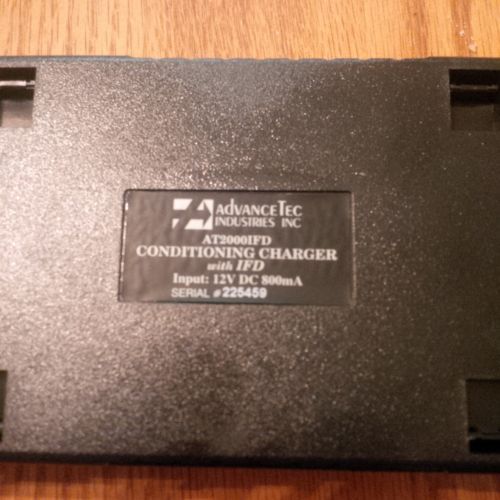 AdvanceTec
INDUSTRIES INC
AT2000IFD
CONDITIONING CHARGER
with IFD
Input: 12V DC 800mA
SERIAL # 225459